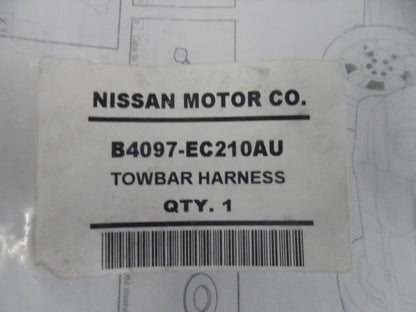 NISSAN MOTOR CO.
B4097-EC210AU
TOWBAR HARNESS
QTY. 1